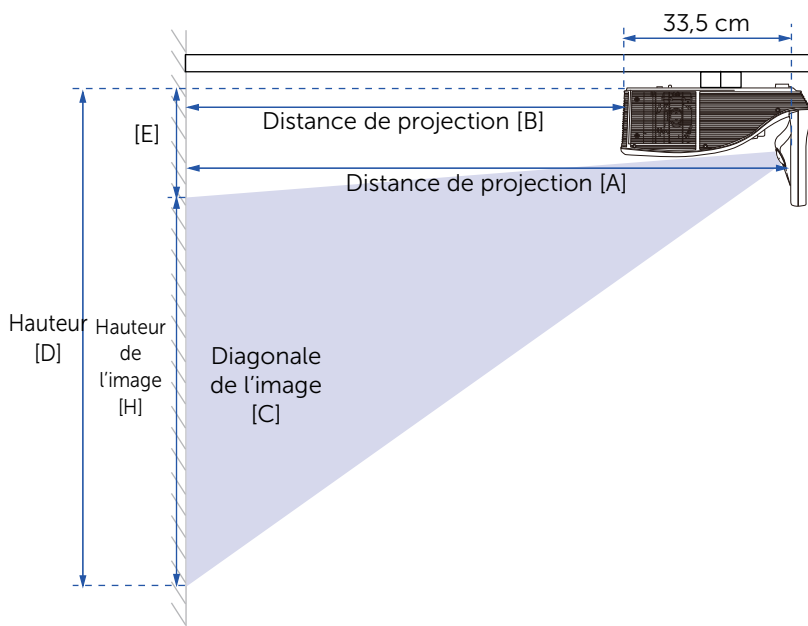 33,5 cm
Distance de projection [B]
[E]
Distance de projection [A]
Hauteur
[D]
Hauteur
de
l’image
[H]
Diagonale
de l’image
[C]